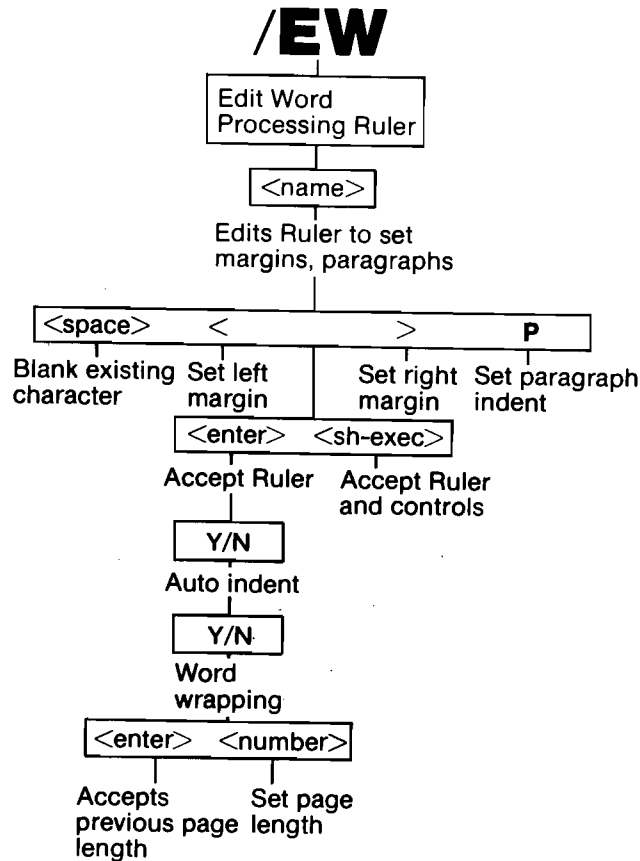 /EW
Edit Word
Processing Ruler
<name>
Edits Ruler to set
margins, paragraphs
<space> < > P
Blank existing
character
Set left
margin
Set right
margin
Set paragraph
indent
<enter> <sh-exec>
Accept Ruler
Accept Ruler
and controls
Y/N
Auto indent
Y/N
Word
wrapping
<enter> <number>
Accepts
previous page
length
Set page
length